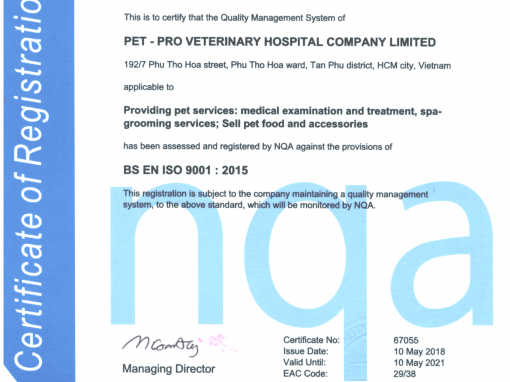 Certificate of Registratio
This is to certify that the Quality Management System of
PET - PRO VETERINARY HOSPITAL COMPANY LIMITED
192/7 Phu Tho Hoa street, Phu Tho Hoa ward, Tan Phu district, HCM city, Vietnam
applicable to
Providing pet services: medical examination and treatment, spa-
grooming services; Sell pet food and accessories
has been assessed and registered by NQA against the provisions of
BS EN ISO 9001 : 2015
This registration is subject to the company maintaining a quality management
system, to the above standard, which will be monitored by NQA.
nqa
Managing Director
Certificate No: 67055
Issue Date: 10 May 2018
Valid Until: 10 May 2021
EAC Code: 29/38